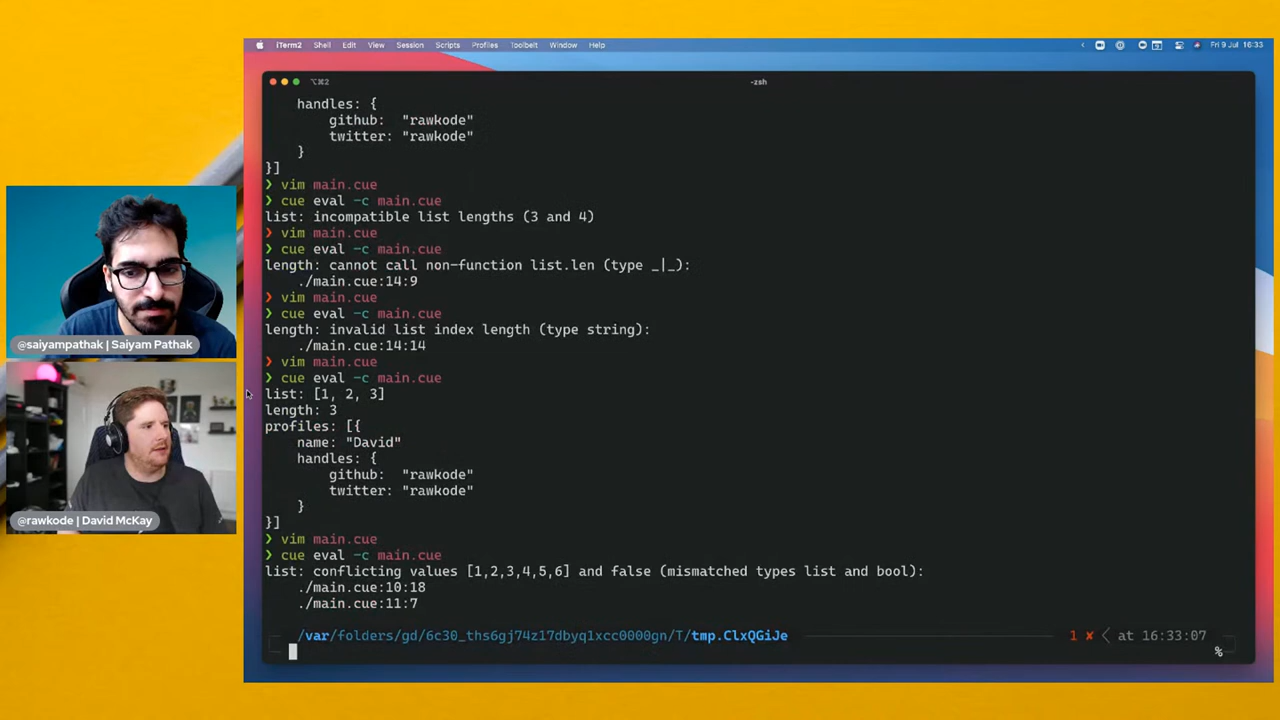 iTerm2 Shell Edit View Session Scripts Profiles Toolbelt Window Help
Fri 9 Jul 16:33
⌥⌘2
-zsh
handles: {
github: "rawkode"
twitter: "rawkode"
}
}]
❯ vim main.cue
❯ cue eval -c main.cue
list: incompatible list lengths (3 and 4)
❯ vim main.cue
❯ cue eval -c main.cue
length: cannot call non-function list.len (type _|_):
./main.cue:14:9
❯ vim main.cue
❯ cue eval -c main.cue
length: invalid list index length (type string):
./main.cue:14:14
❯ vim main.cue
❯ cue eval -c main.cue
list: [1, 2, 3]
length: 3
profiles: [{
name: "David"
handles: {
github: "rawkode"
twitter: "rawkode"
}
}]
❯ vim main.cue
❯ cue eval -c main.cue
list: conflicting values [1,2,3,4,5,6] and false (mismatched types list and bool):
./main.cue:10:18
./main.cue:11:7
/var/folders/gd/6c30_ths6gj74z17dbyq1xcc0000gn/T/tmp.ClxQGiJe
1 ✘ < at 16:33:07
%
@saiyampathak | Saiyam Pathak
@rawkode | David McKay